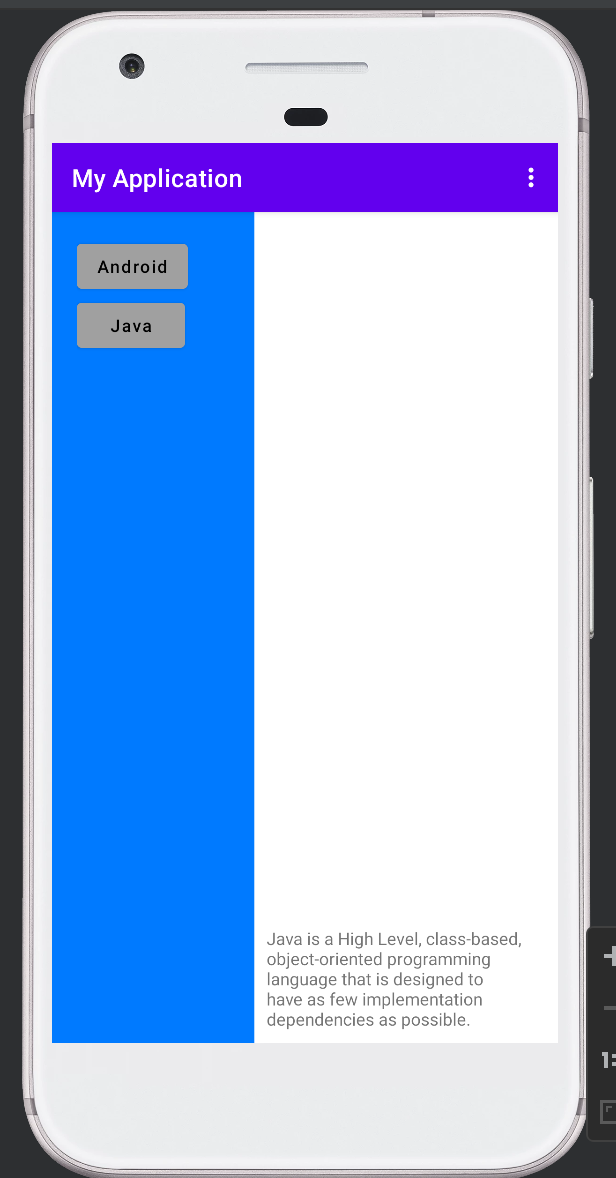 My Application
Android
Java
Java is a High Level, class-based,
object-oriented programming
language that is designed to
have as few implementation
dependencies as possible.